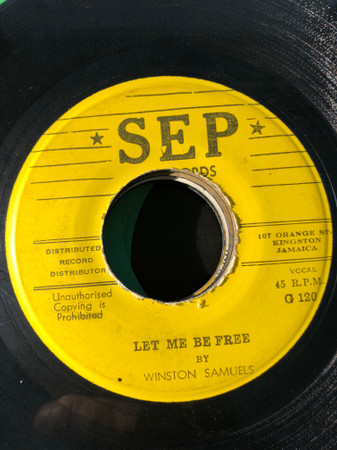 ★ SEP ★
RDS
DISTRIBUTED
RECORD
DISTRIBUTOR
107 ORANGE ST.
KINGSTON
JAMAICA
Unauthorised
Copying is
Prohibited
VOCAL
45 R.P.M.
G 120
LET ME BE FREE
BY
WINSTON SAMUELS